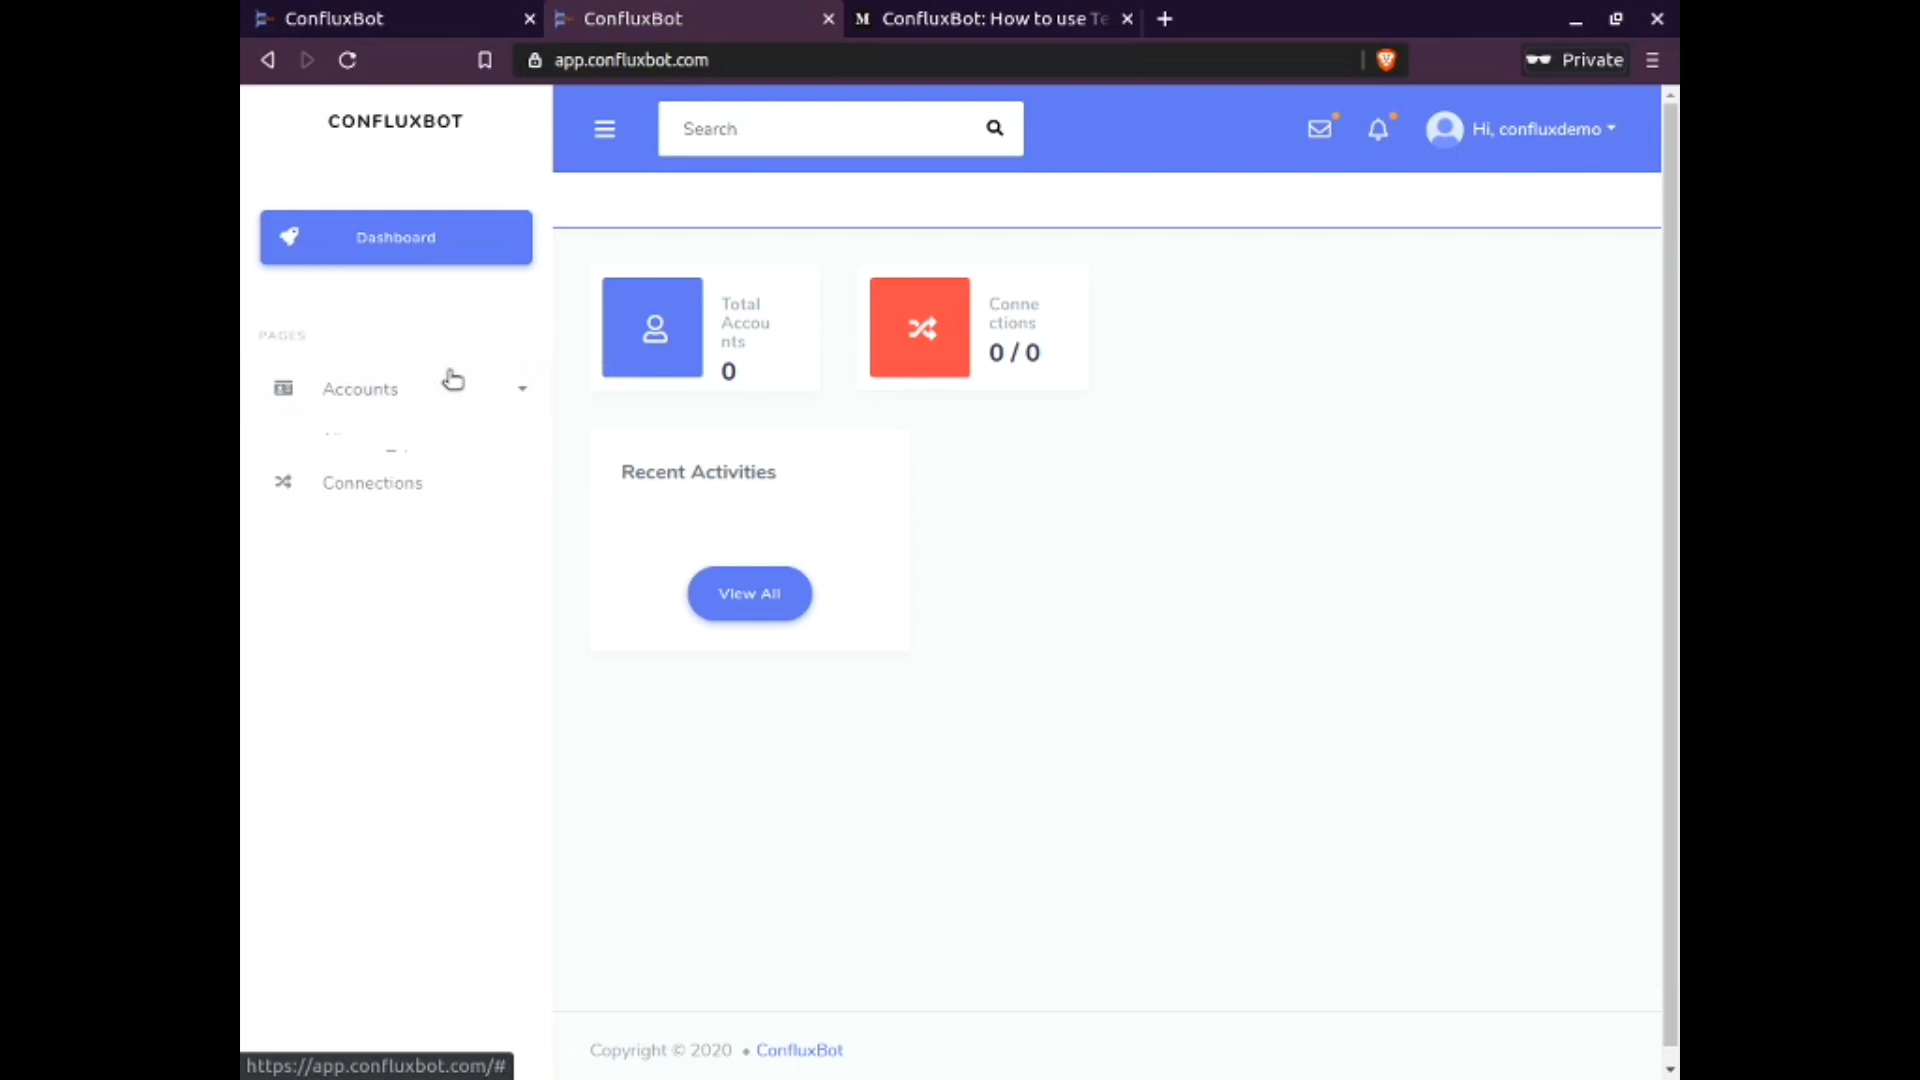 ConfluxBot
ConfluxBot
M ConfluxBot: How to use Te
app.confluxbot.com
Private
CONFLUXBOT
Search
Hi, confluxdemo
Dashboard
PAGES
Accounts
Connections
Total
Accou
nts
0
Conne
ctions
0 / 0
Recent Activities
View All
Copyright © 2020 • ConfluxBot
https://app.confluxbot.com/#